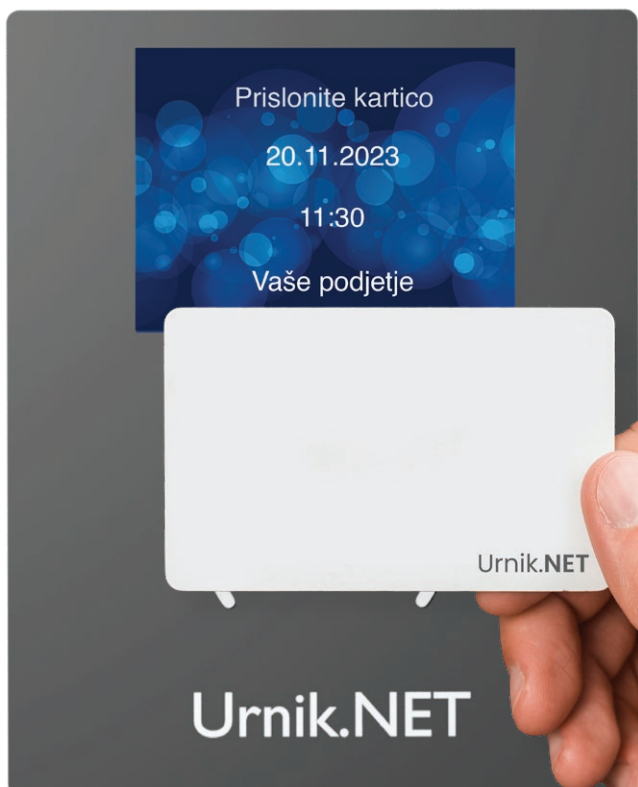 Prislonite kartico
20.11.2023
11:30
Vaše podjetje
Urnik.NET
Urnik.NET